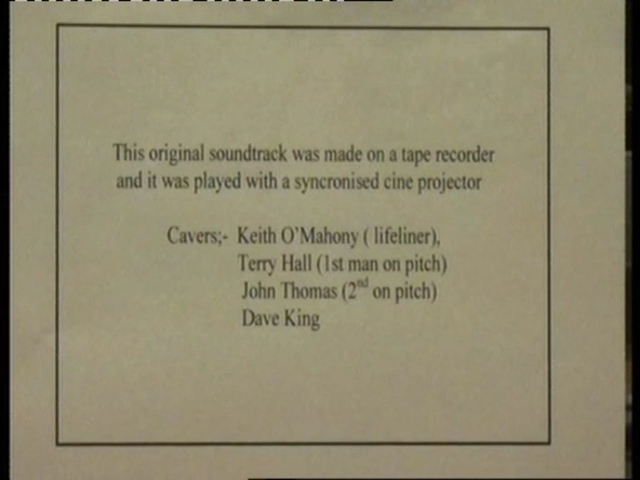 This original soundtrack was made on a tape recorder
and it was played with a syncronised cine projector
Cavers;- Keith O'Mahony ( lifeliner),
Terry Hall (1st man on pitch)
John Thomas (2nd on pitch)
Dave King